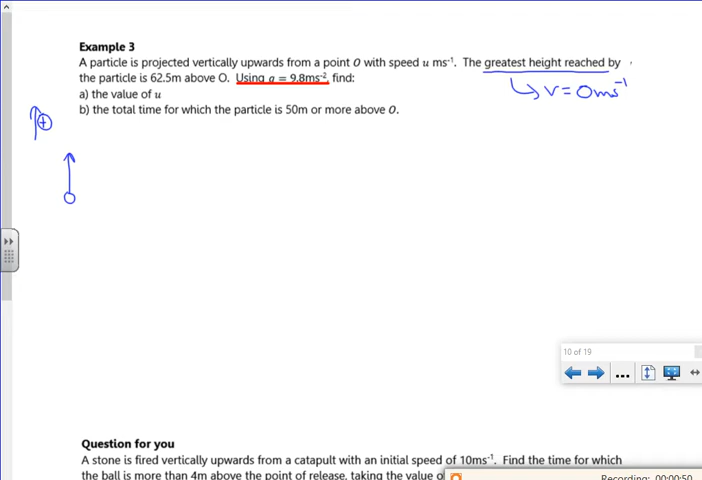 Example 3
A particle is projected vertically upwards from a point O with speed u ms⁻¹. The greatest height reached by
the particle is 62.5m above O. Using a = 9.8ms⁻², find:
a) the value of u
b) the total time for which the particle is 50m or more above O.
v = 0ms⁻¹
+
10 of 19
...
Question for you
A stone is fired vertically upwards from a catapult with an initial speed of 10ms⁻¹. Find the time for which
the ball is more than 4m above the point of release, taking the value
Recording: 00:00:50